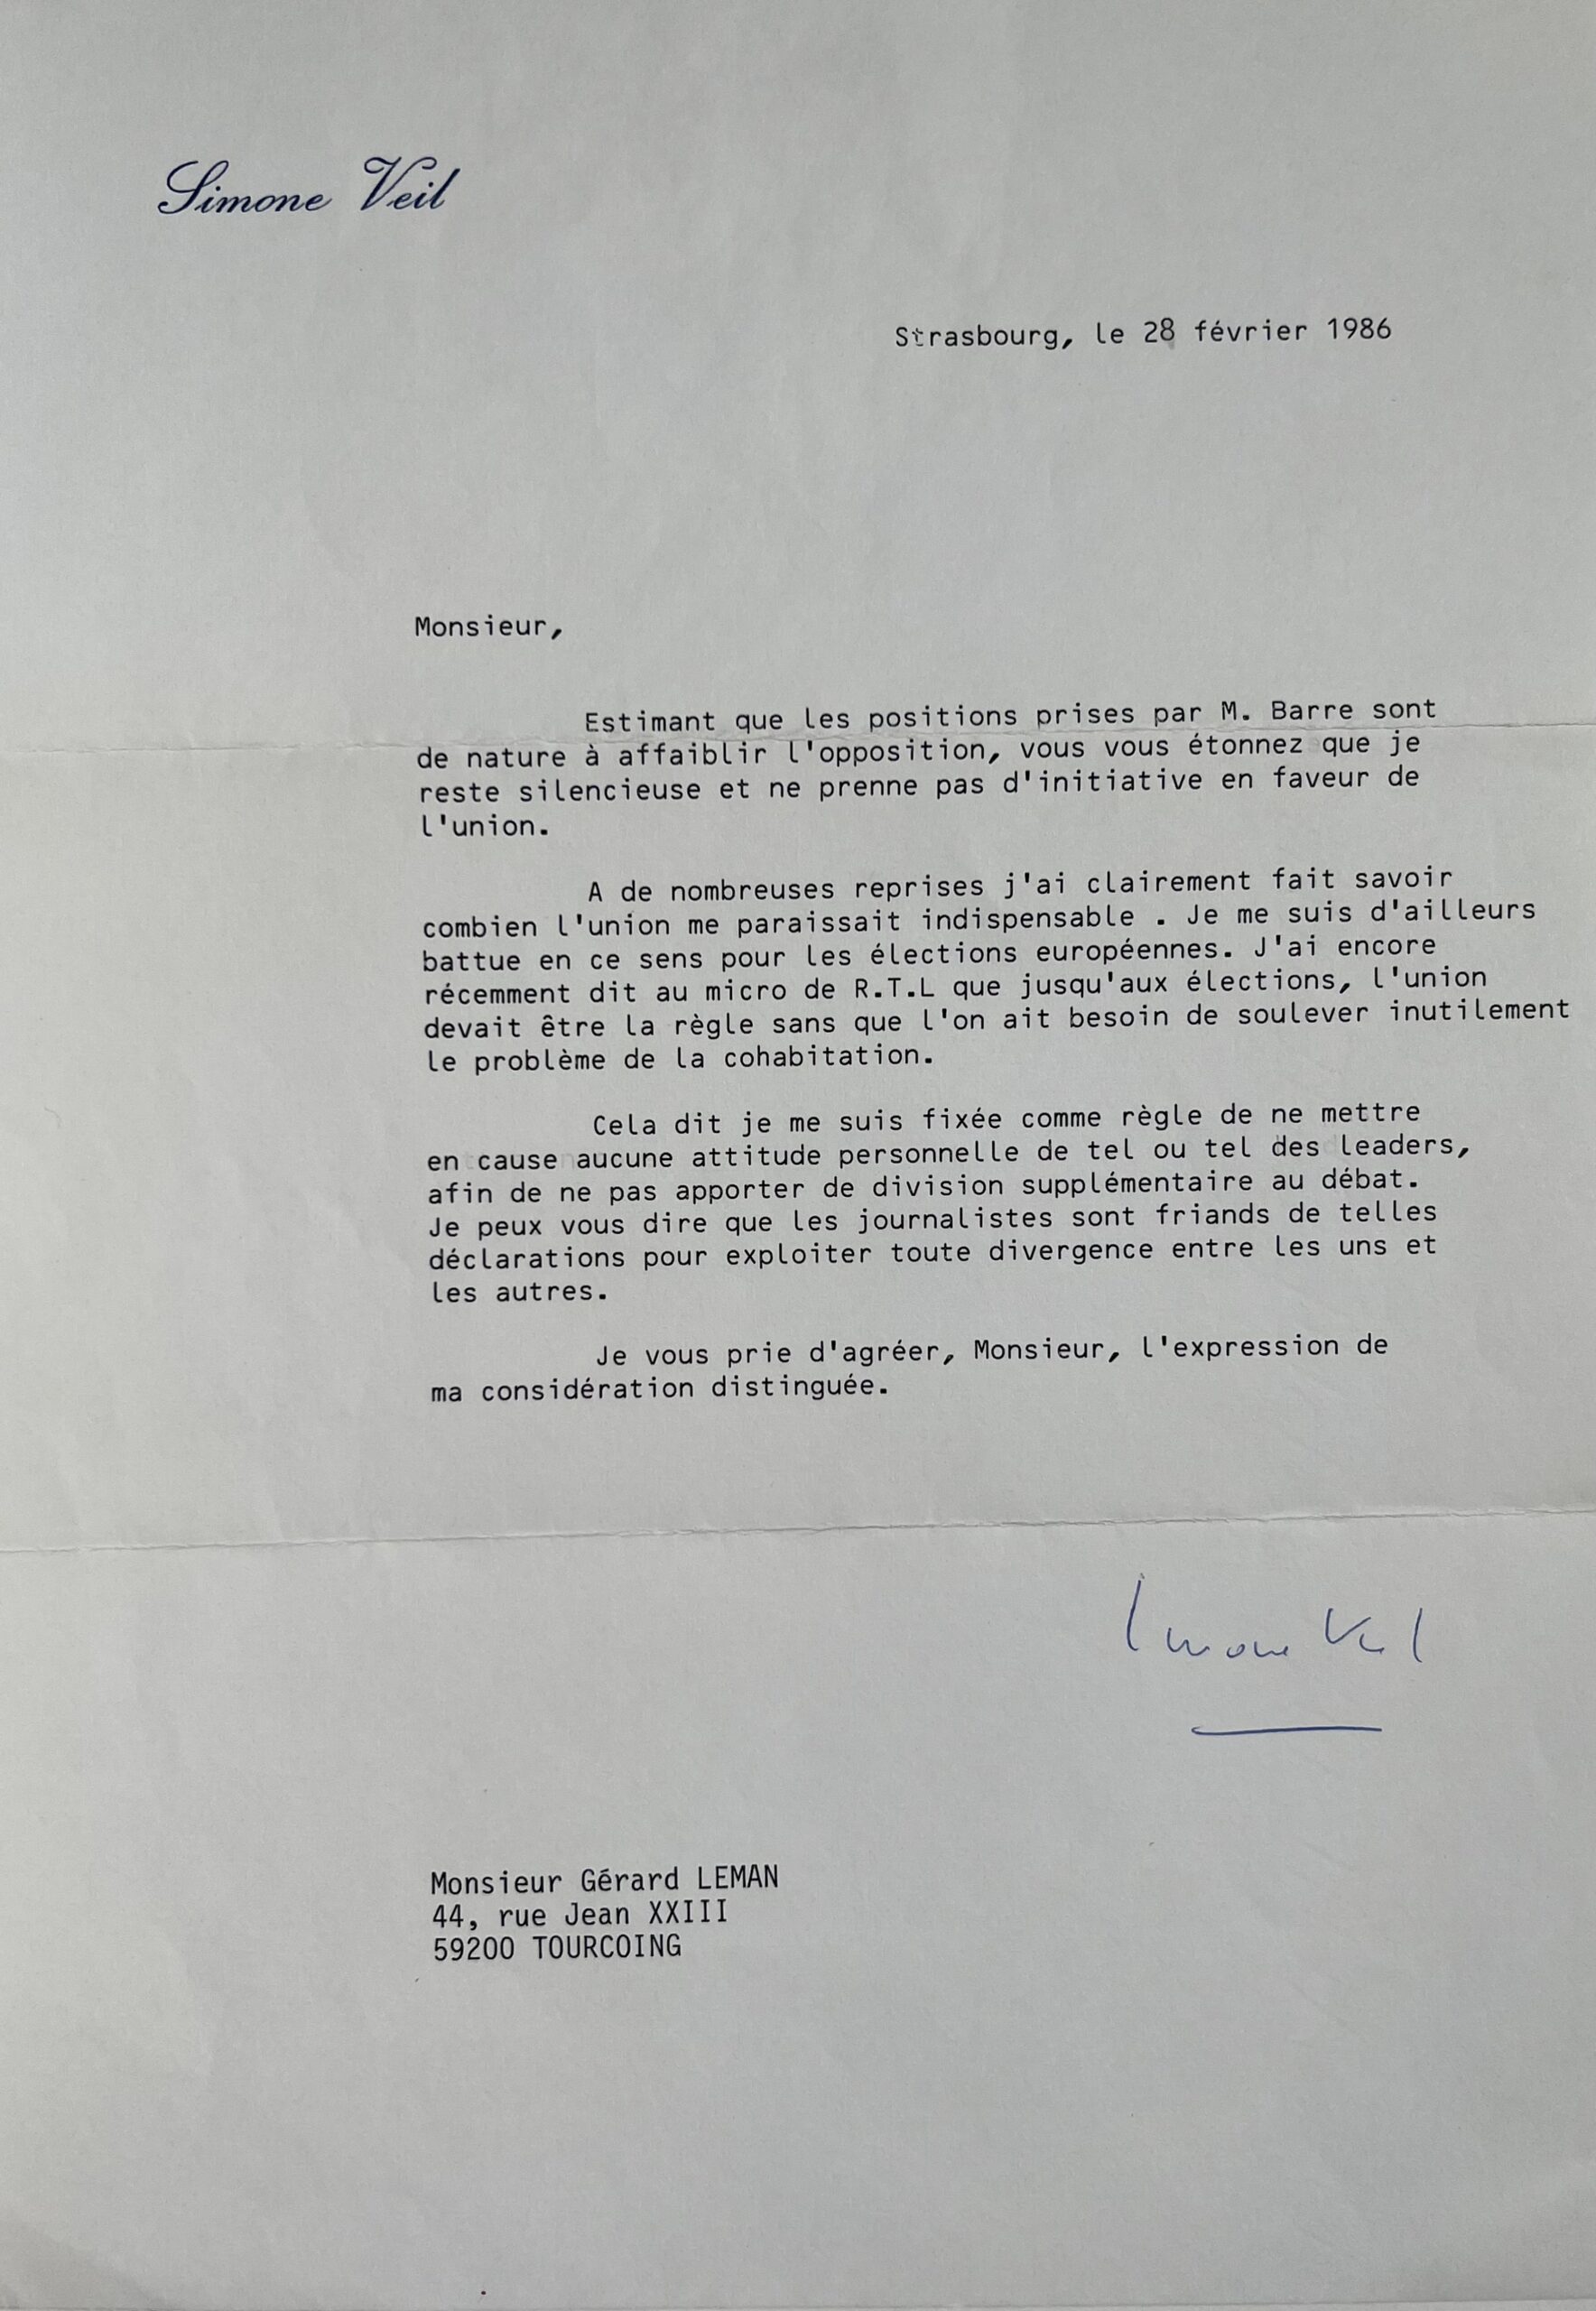 Simone Veil
Strasbourg, le 28 février 1986
Monsieur,
Estimant que les positions prises par M. Barre sont
de nature à affaiblir l'opposition, vous vous étonnez que je
reste silencieuse et ne prenne pas d'initiative en faveur de
l'union.
A de nombreuses reprises j'ai clairement fait savoir
combien l'union me paraissait indispensable . Je me suis d'ailleurs
battue en ce sens pour les élections européennes. J'ai encore
récemment dit au micro de R.T.L que jusqu'aux élections, l'union
devait être la règle sans que l'on ait besoin de soulever inutilement
le problème de la cohabitation.
Cela dit je me suis fixée comme règle de ne mettre
en cause aucune attitude personnelle de tel ou tel des leaders,
afin de ne pas apporter de division supplémentaire au débat.
Je peux vous dire que les journalistes sont friands de telles
déclarations pour exploiter toute divergence entre les uns et
les autres.
Je vous prie d'agréer, Monsieur, l'expression de
ma considération distinguée.
Simone Veil
Monsieur Gérard LEMAN
44, rue Jean XXIII
59200 TOURCOING